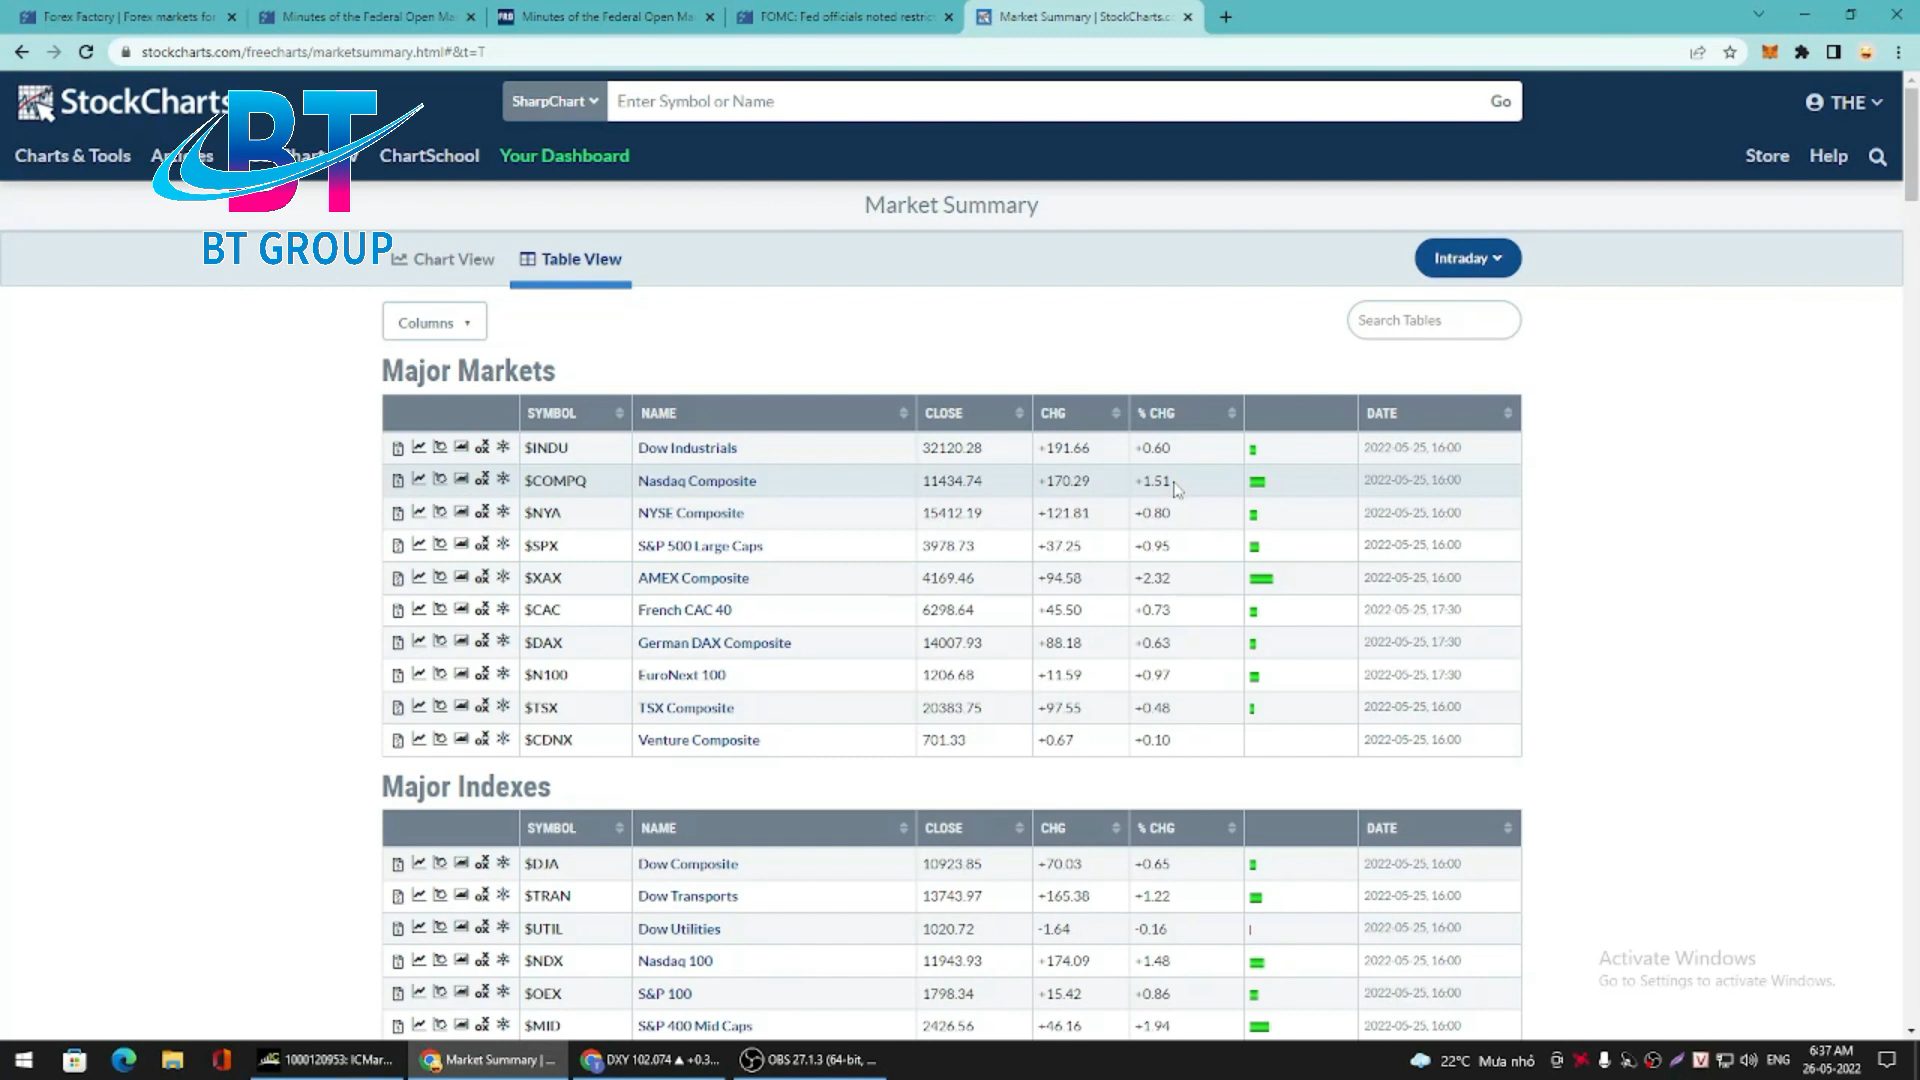 Forex Factory | Forex markets for
Minutes of the Federal Open Ma
Minutes of the Federal Open Ma
FOMC: Fed officials noted restric
Market Summary | StockCharts.c
stockcharts.com/freecharts/marketsummary.html#&t=T
StockCharts
SharpChart
Enter Symbol or Name
Go
THE
BT
BT GROUP
Charts & Tools
ChartSchool
Your Dashboard
Store
Help
Market Summary
Chart View
Table View
Intraday
Columns
Search Tables
Major Markets
SYMBOL NAME CLOSE CHG % CHG DATE
$INDU Dow Industrials 32120.28 +191.66 +0.60 2022-05-25, 16:00
$COMPQ Nasdaq Composite 11434.74 +170.29 +1.51 2022-05-25, 16:00
$NYA NYSE Composite 15412.19 +121.81 +0.80 2022-05-25, 16:00
$SPX S&P 500 Large Caps 3978.73 +37.25 +0.95 2022-05-25, 16:00
$XAX AMEX Composite 4169.46 +94.58 +2.32 2022-05-25, 16:00
$CAC French CAC 40 6298.64 +45.50 +0.73 2022-05-25, 17:30
$DAX German DAX Composite 14007.93 +88.18 +0.63 2022-05-25, 17:30
$N100 EuroNext 100 1206.68 +11.59 +0.97 2022-05-25, 17:30
$TSX TSX Composite 20383.75 +97.55 +0.48 2022-05-25, 16:00
$CDNX Venture Composite 701.33 +0.67 +0.10 2022-05-25, 16:00
Major Indexes
SYMBOL NAME CLOSE CHG % CHG DATE
$DJA Dow Composite 10923.85 +70.03 +0.65 2022-05-25, 16:00
$TRAN Dow Transports 13743.97 +165.38 +1.22 2022-05-25, 16:00
$UTIL Dow Utilities 1020.72 -1.64 -0.16 2022-05-25, 16:00
$NDX Nasdaq 100 11943.93 +174.09 +1.48 2022-05-25, 16:00
$OEX S&P 100 1798.34 +15.42 +0.86 2022-05-25, 16:00
$MID S&P 400 Mid Caps 2426.56 +46.16 +1.94 2022-05-25, 16:00
Activate Windows
Go to Settings to activate Windows.
1000120953: ICMar...
Market Summary | ...
DXY 102.074 ▲ +0.3...
OBS 27.1.3 (64-bit, ...
22°C Mưa nhỏ
ENG
6:37 AM
26-05-2022